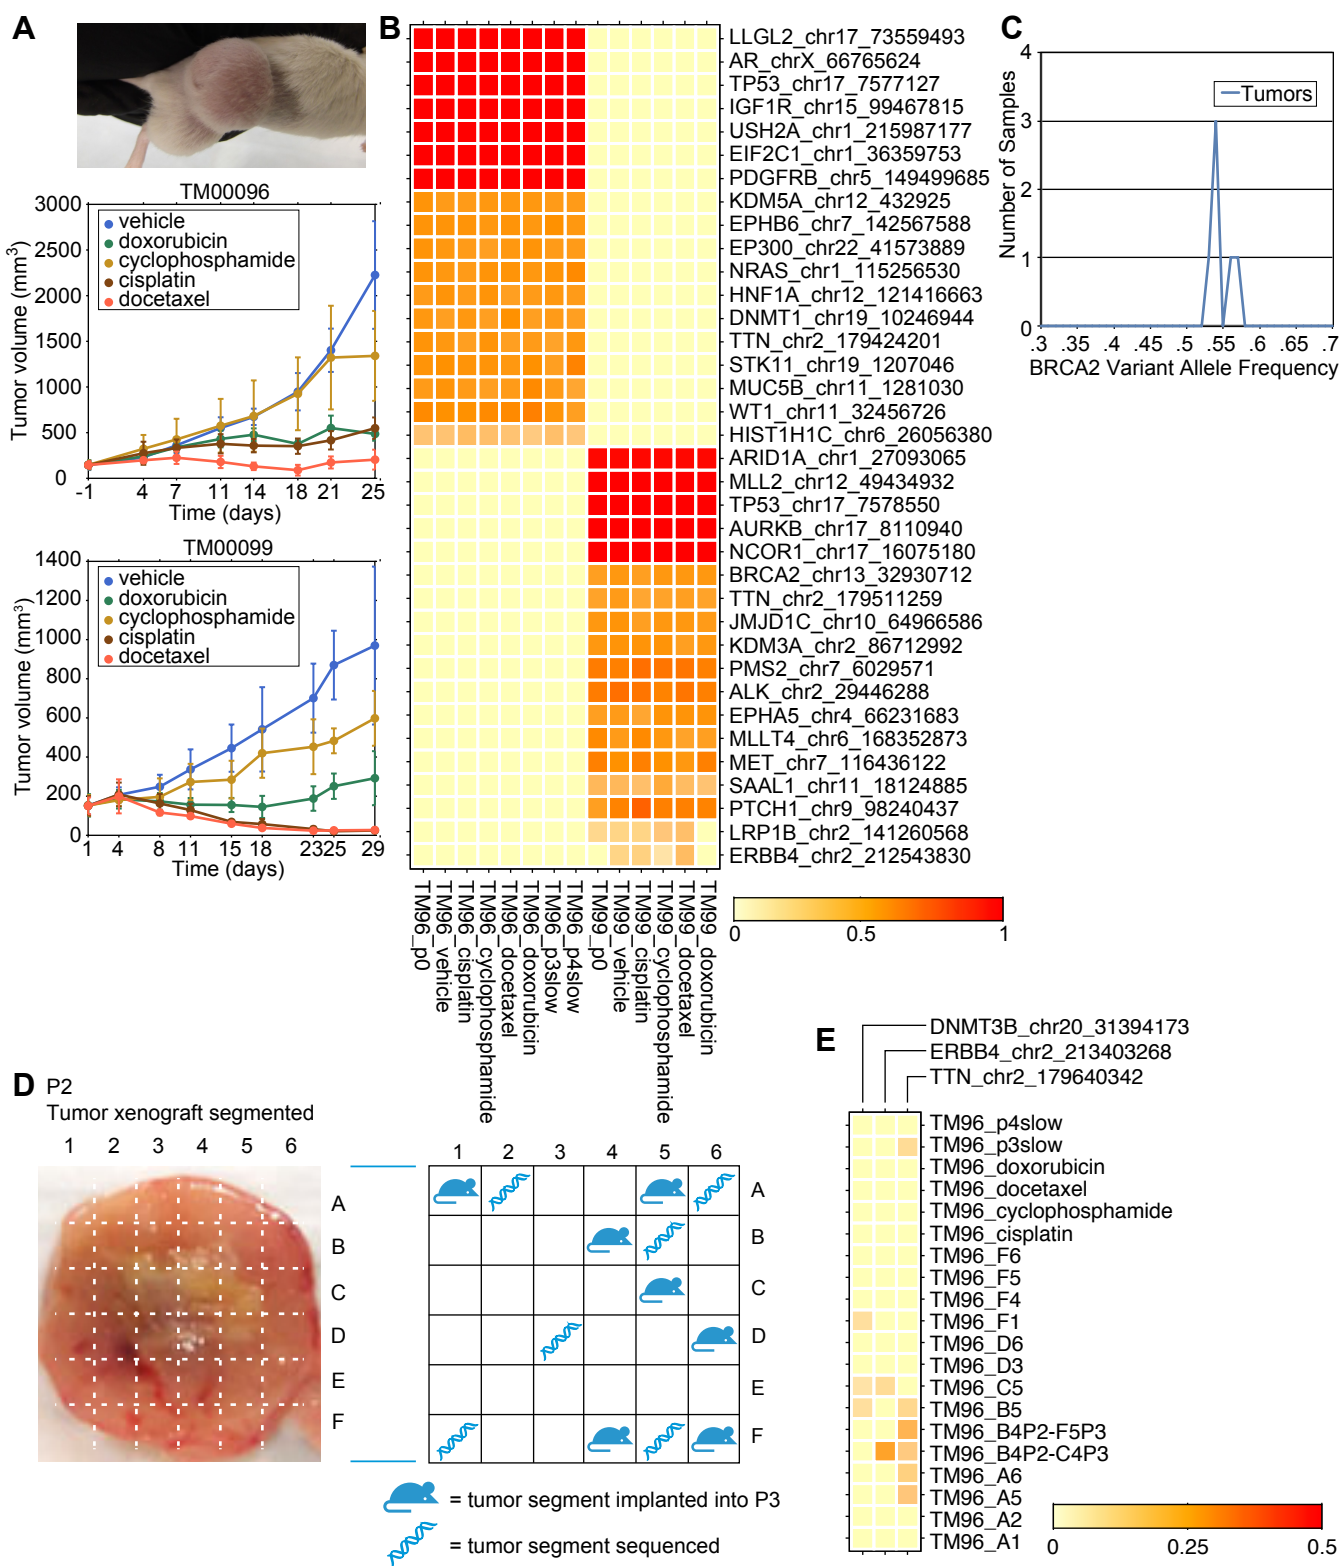 A
TM00096
3000
2500
2000
1500
1000
500
0
Tumor volume (mm³)
vehicle
doxorubicin
cyclophosphamide
cisplatin
docetaxel
-1 4 7 11 14 18 21 25
Time (days)
TM00099
1400
1200
1000
800
600
400
200
0
Tumor volume (mm³)
vehicle
doxorubicin
cyclophosphamide
cisplatin
docetaxel
1 4 8 11 15 18 23 25 29
Time (days)
B
LLGL2_chr17_73559493
AR_chrX_66765624
TP53_chr17_7577127
IGF1R_chr15_99467815
USH2A_chr1_215987177
EIF2C1_chr1_36359753
PDGFRB_chr5_149499685
KDM5A_chr12_432925
EPHB6_chr7_142567588
EP300_chr22_41573889
NRAS_chr1_115256530
HNF1A_chr12_121416663
DNMT1_chr19_10246944
TTN_chr2_179424201
STK11_chr19_1207046
MUC5B_chr11_1281030
WT1_chr11_32456726
HIST1H1C_chr6_26056380
ARID1A_chr1_27093065
MLL2_chr12_49434932
TP53_chr17_7578550
AURKB_chr17_8110940
NCOR1_chr17_16075180
BRCA2_chr13_32930712
TTN_chr2_179511259
JMJD1C_chr10_64966586
KDM3A_chr2_86712992
PMS2_chr7_6029571
ALK_chr2_29446288
EPHA5_chr4_66231683
MLLT4_chr6_168352873
MET_chr7_116436122
SAAL1_chr11_18124885
PTCH1_chr9_98240437
LRP1B_chr2_141260568
ERBB4_chr2_212543830
TM96_p0
TM96_vehicle
TM96_cisplatin
TM96_cyclophosphamide
TM96_docetaxel
TM96_doxorubicin
TM96_p3slow
TM96_p4slow
TM99_p0
TM99_vehicle
TM99_cisplatin
TM99_cyclophosphamide
TM99_docetaxel
TM99_doxorubicin
0 0.5 1
C
4
3
2
1
0
Number of Samples
Tumors
.3 .35 .4 .45 .5 .55 .6 .65 .7
BRCA2 Variant Allele Frequency
D P2
Tumor xenograft segmented
1 2 3 4 5 6
A
B
C
D
E
F
1 2 3 4 5 6
A
B
C
D
E
F
= tumor segment implanted into P3
= tumor segment sequenced
E
DNMT3B_chr20_31394173
ERBB4_chr2_213403268
TTN_chr2_179640342
TM96_p4slow
TM96_p3slow
TM96_doxorubicin
TM96_docetaxel
TM96_cyclophosphamide
TM96_cisplatin
TM96_F6
TM96_F5
TM96_F4
TM96_F1
TM96_D6
TM96_D3
TM96_C5
TM96_B5
TM96_B4P2-F5P3
TM96_B4P2-C4P3
TM96_A6
TM96_A5
TM96_A2
TM96_A1
0 0.25 0.5